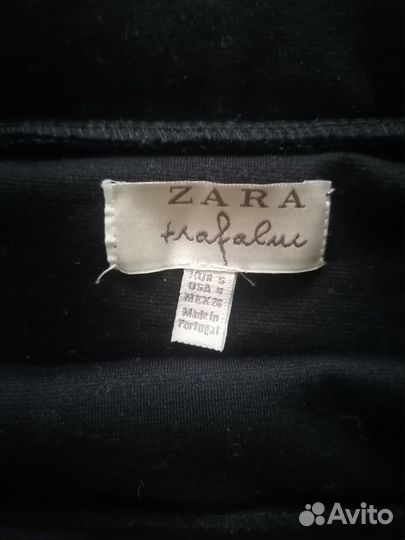 ZARA
trafaluc
EUR S
USA S
MEX 26
Made in
Portugal
Avito